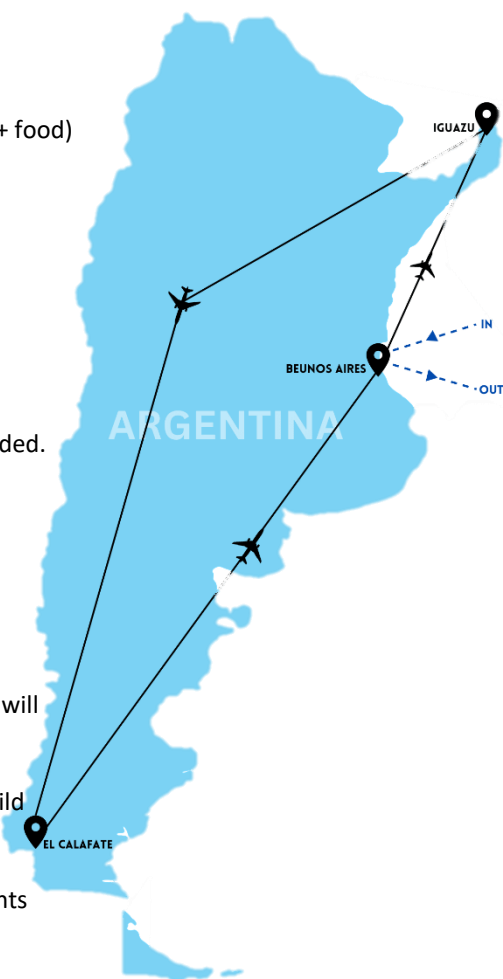 + food)
IGUAZU
IN
BEUNOS AIRES
OUT
ARGENTINA
ded.
will
ild
EL CALAFATE
nts